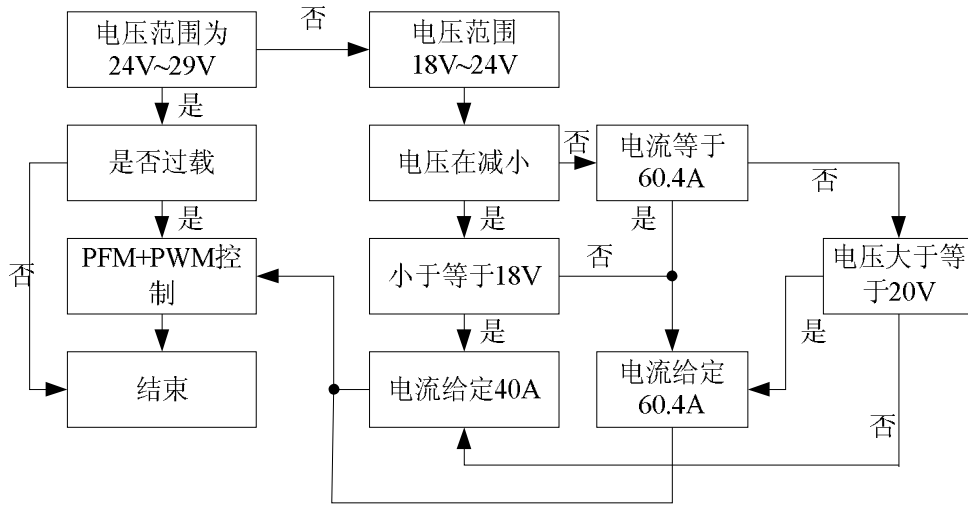 电压范围为
24V~29V
否
电压范围
18V~24V
是
是否过载
电压在减小
否
电流等于
60.4A
否
是
是
是
否
PFM+PWM控
制
小于等于18V
否
电压大于等
于20V
是
是
结束
电流给定40A
电流给定
60.4A
否